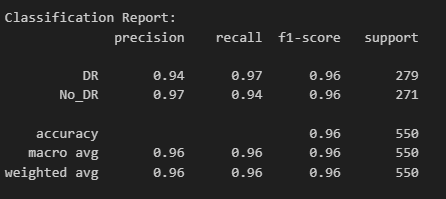 Classification Report:
precision recall f1-score support
DR 0.94 0.97 0.96 279
No_DR 0.97 0.94 0.96 271
accuracy 0.96 550
macro avg 0.96 0.96 0.96 550
weighted avg 0.96 0.96 0.96 550